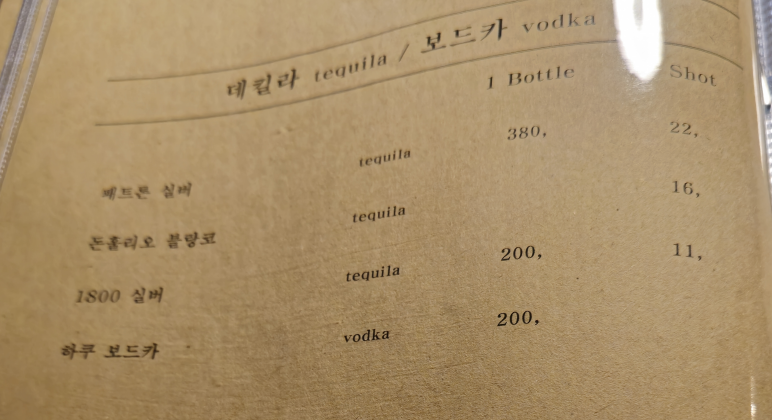 데킬라 tequila / 보드카 vodka
1 Bottle Shot
페트론 실버 tequila 380, 22,
돈훌리오 블랑코 tequila 16,
1800 실버 tequila 200, 11,
하쿠 보드카 vodka 200,